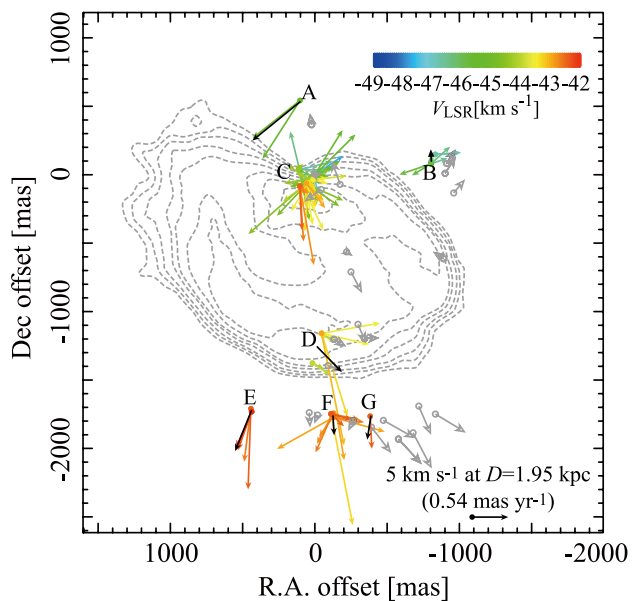 1000
0
-1000
-2000
Dec offset [mas]
-49-48-47-46-45-44-43-42
V_LSR[km s⁻¹]
A
C
B
D
E
F
G
5 km s⁻¹ at D=1.95 kpc
(0.54 mas yr⁻¹)
1000
0
-1000
-2000
R.A. offset [mas]